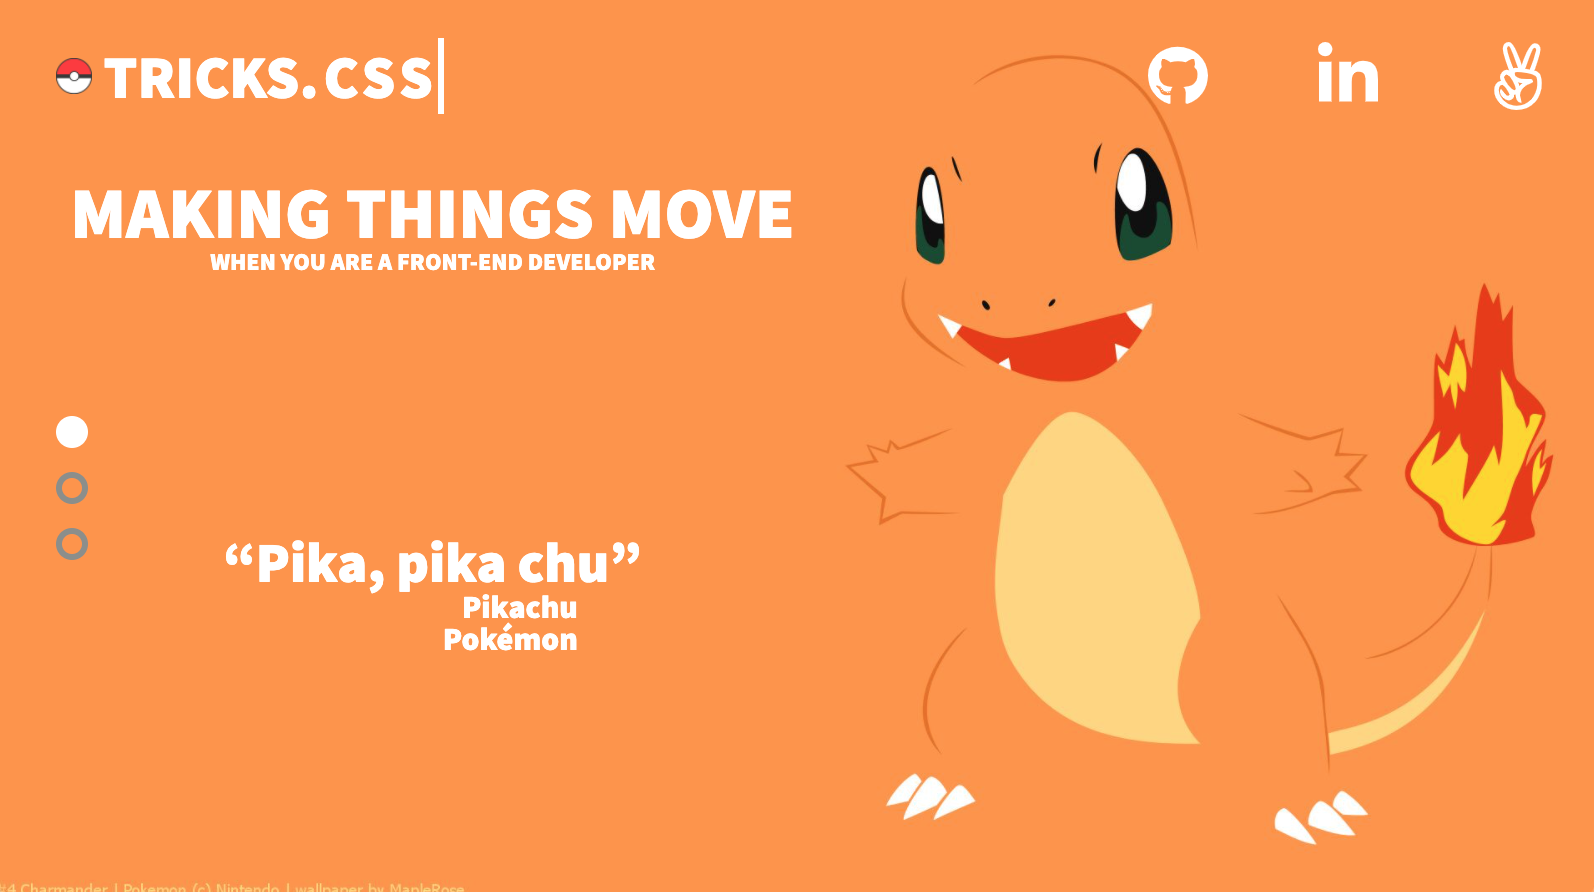 TRICKS.CSS
in
MAKING THINGS MOVE
WHEN YOU ARE A FRONT-END DEVELOPER
“Pika, pika chu”
Pikachu
Pokémon
#4 Charmander | Pokemon (c) Nintendo | wallpaper by MapleRose